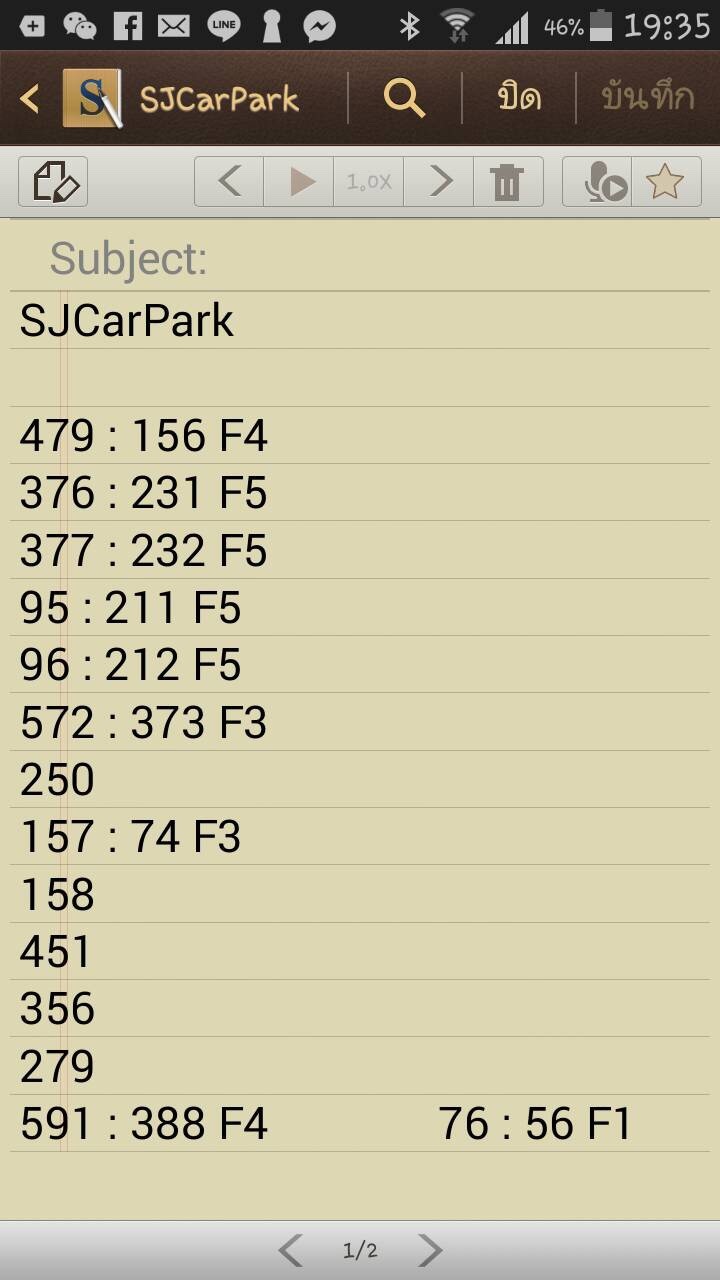 LINE 46% 19:35
S SJCarPark ปิด บันทึก
1.0X
Subject:
SJCarPark
479 : 156 F4
376 : 231 F5
377 : 232 F5
95 : 211 F5
96 : 212 F5
572 : 373 F3
250
157 : 74 F3
158
451
356
279
591 : 388 F4 76 : 56 F1
1/2